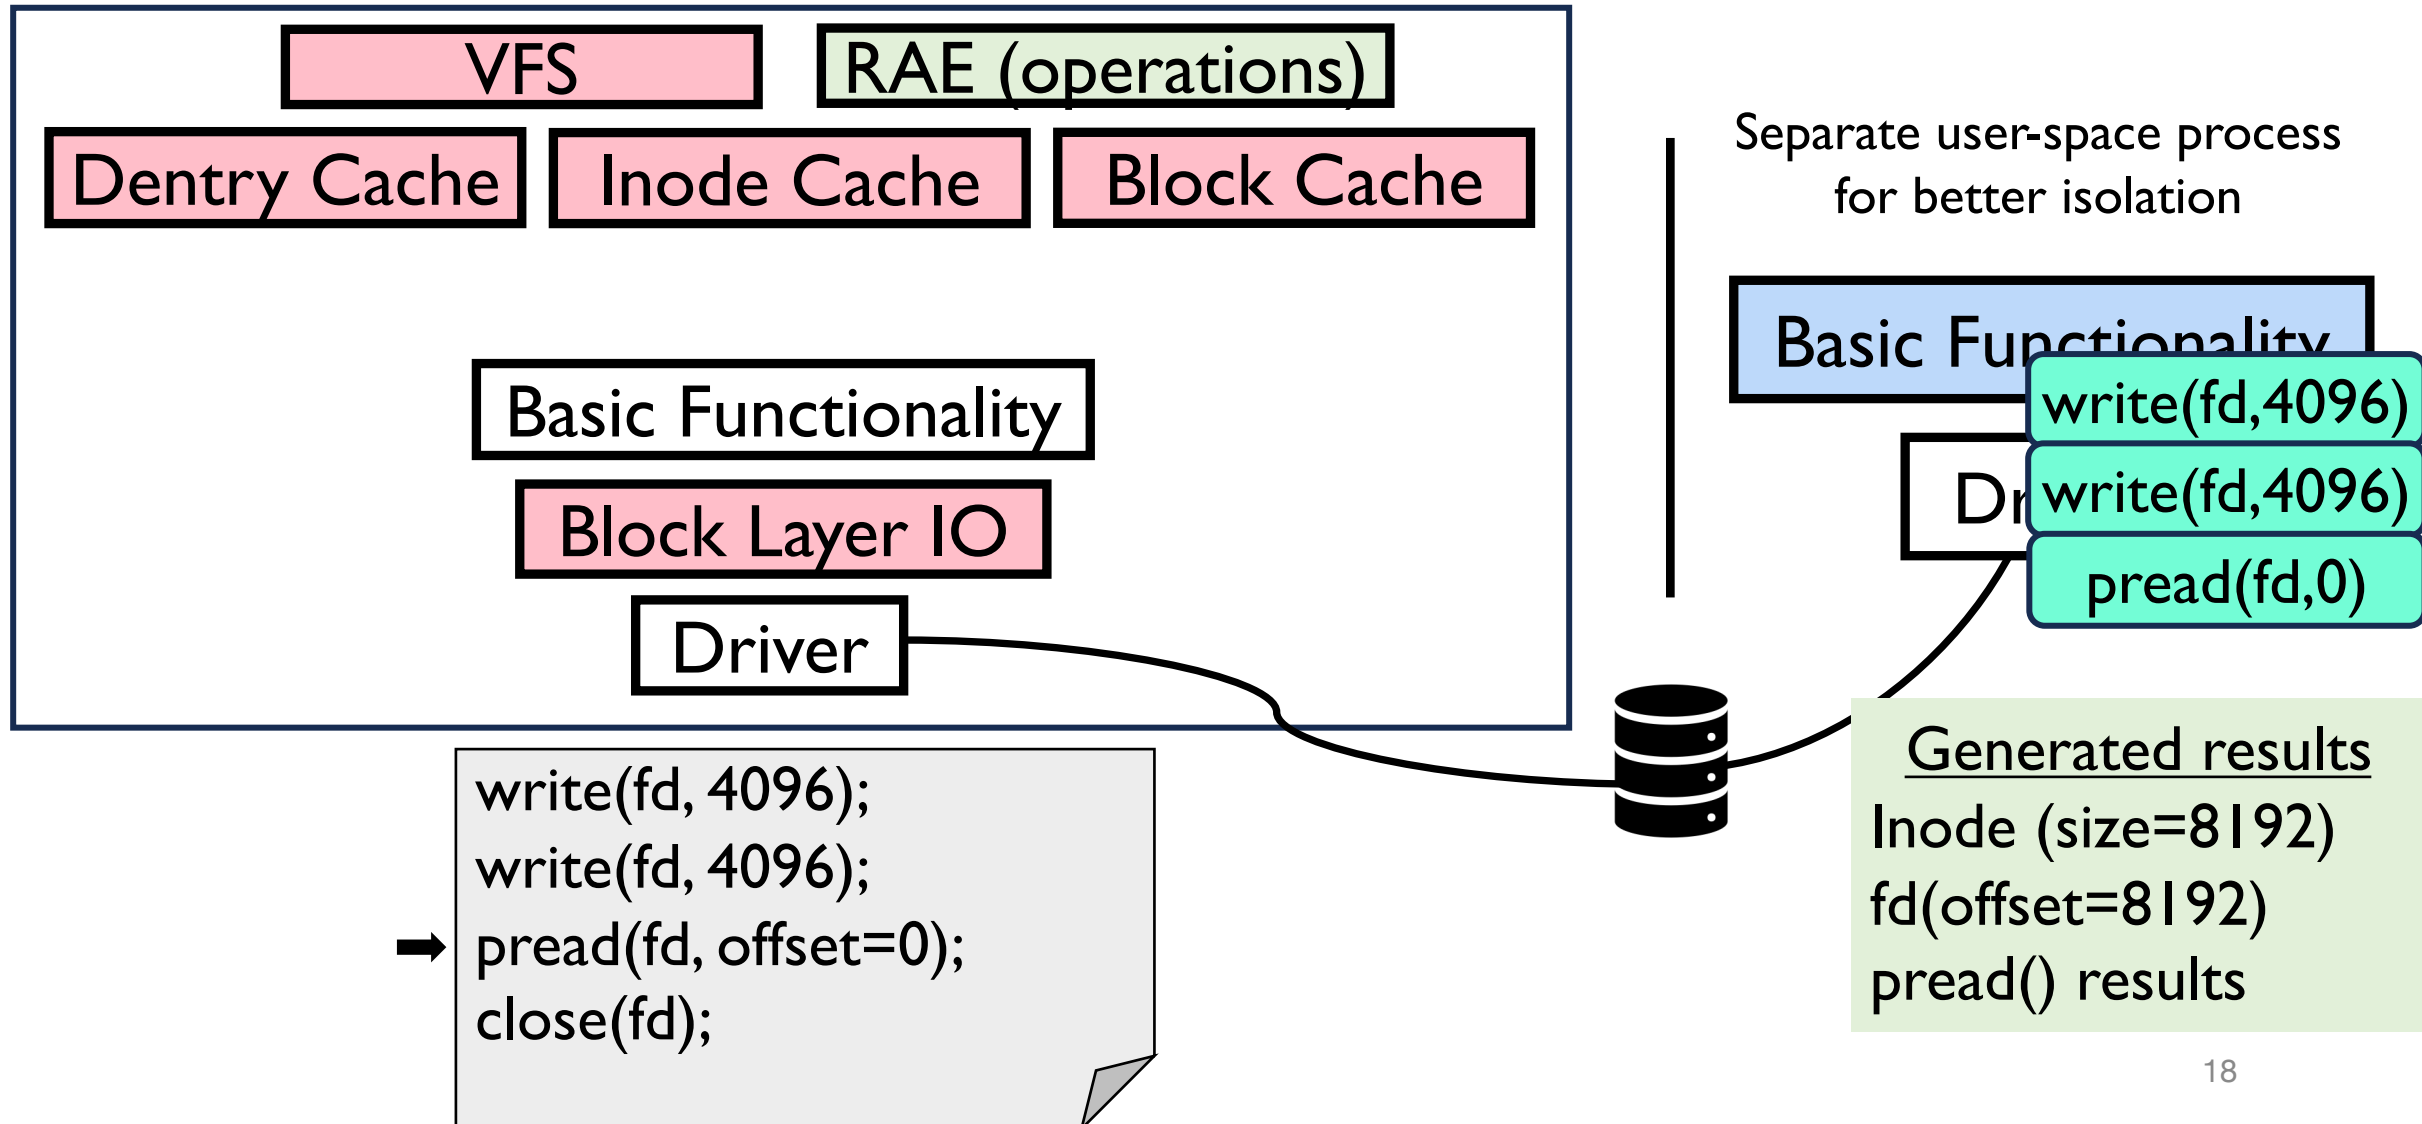 VFS
RAE (operations)
Dentry Cache
Inode Cache
Block Cache
Basic Functionality
Block Layer IO
Driver
write(fd, 4096);
write(fd, 4096);
pread(fd, offset=0);
close(fd);
Separate user-space process
for better isolation
Basic Functionality
Dr
write(fd,4096)
write(fd,4096)
pread(fd,0)
Generated results
Inode (size=8192)
fd(offset=8192)
pread() results
18